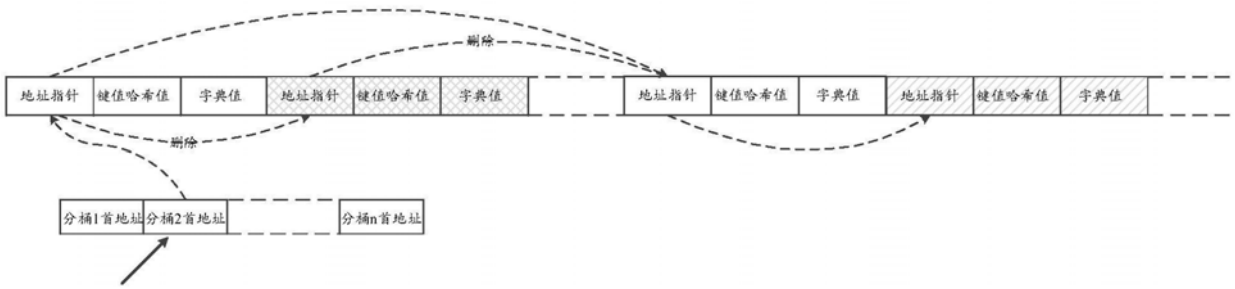 删除
地址指针 键值哈希值 字典值 地址指针 键值哈希值 字典值 地址指针 键值哈希值 字典值 地址指针 键值哈希值 字典值
删除
分桶1首地址 分桶2首地址 分桶n首地址